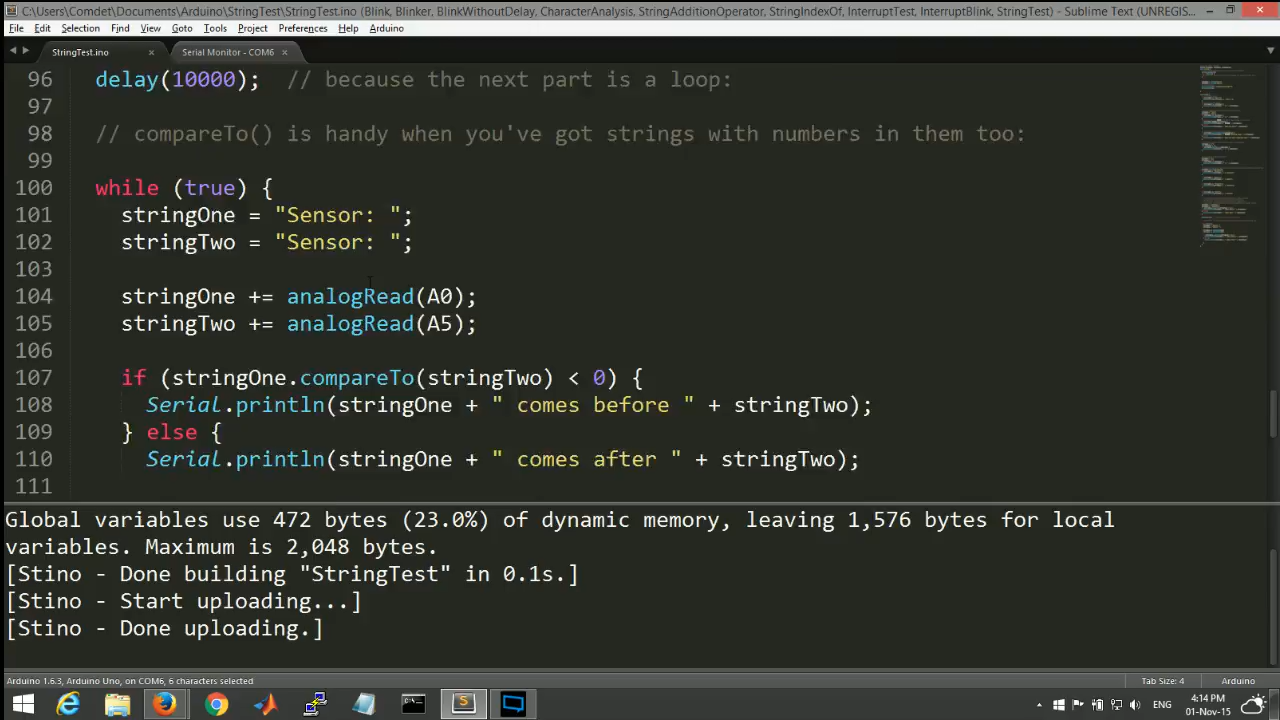 C:\Users\Comdet\Documents\Arduino\StringTest\StringTest.ino (Blink, Blinker, BlinkWithoutDelay, CharacterAnalysis, StringAdditionOperator, StringIndexOf, InterruptTest, InterruptBlink, StringTest) - Sublime Text (UNREGIS...
File Edit Selection Find View Goto Tools Project Preferences Help Arduino
StringTest.ino × Serial Monitor - COM6 ×
96 delay(10000); // because the next part is a loop:
97
98 // compareTo() is handy when you've got strings with numbers in them too:
99
100 while (true) {
101 stringOne = "Sensor: ";
102 stringTwo = "Sensor: ";
103
104 stringOne += analogRead(A0);
105 stringTwo += analogRead(A5);
106
107 if (stringOne.compareTo(stringTwo) < 0) {
108 Serial.println(stringOne + " comes before " + stringTwo);
109 } else {
110 Serial.println(stringOne + " comes after " + stringTwo);
111
Global variables use 472 bytes (23.0%) of dynamic memory, leaving 1,576 bytes for local
variables. Maximum is 2,048 bytes.
[Stino - Done building "StringTest" in 0.1s.]
[Stino - Start uploading...]
[Stino - Done uploading.]
Arduino 1.6.3, Arduino Uno, on COM6, 6 characters selected Tab Size: 4 Arduino
ENG 4:14 PM
01-Nov-15